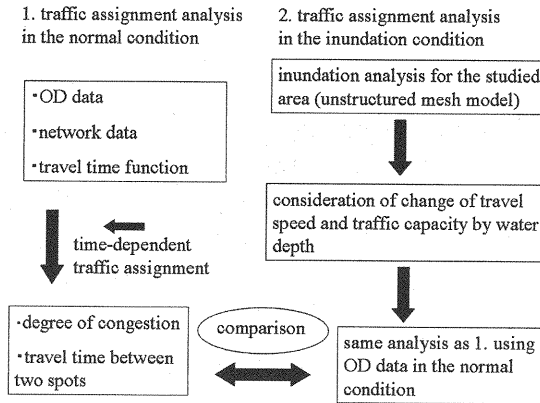 1. traffic assignment analysis
in the normal condition
・OD data
・network data
・travel time function
time-dependent
traffic assignment
・degree of congestion
・travel time between
two spots
comparison
2. traffic assignment analysis
in the inundation condition
inundation analysis for the studied
area (unstructured mesh model)
consideration of change of travel
speed and traffic capacity by water
depth
same analysis as 1. using
OD data in the normal
condition